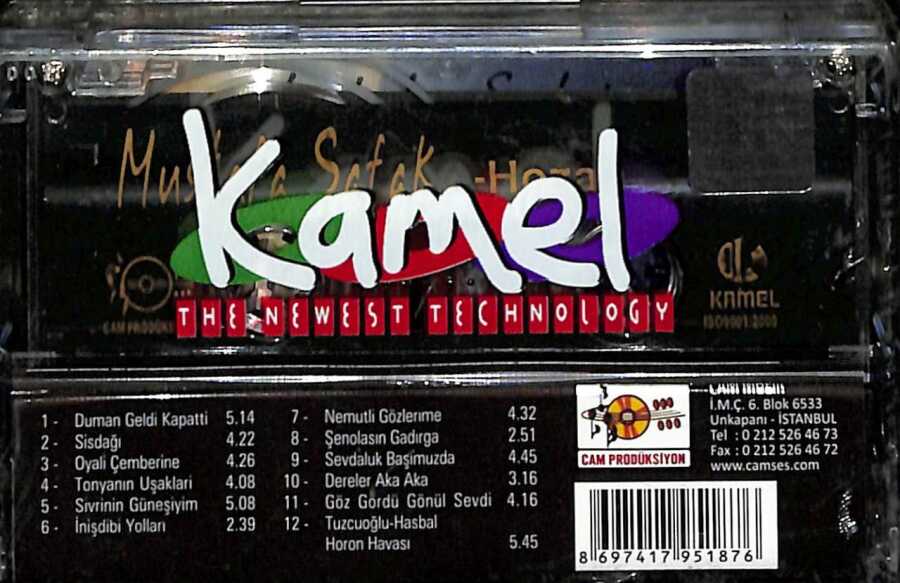 Mustafa Şafak
-Hoza
Kamel
THE NEWEST TECHNOLOGY
CAM PRODÜK
KAMEL
ISO9001:2000
1 - Duman Geldi Kapatti 5.14
2 - Sisdağı 4.22
3 - Oyali Çemberine 4.26
4 - Tonyanın Uşaklari 4.08
5 - Sivrinin Güneşiyim 5.08
6 - İnişdibi Yolları 2.39
7 - Nemutli Gözlerime 4.32
8 - Şenolasın Gadırga 2.51
9 - Sevdaluk Başimuzda 4.45
10 - Dereler Aka Aka 3.16
11 - Göz Gördü Gönül Sevdi 4.16
12 - Tuzcuoğlu-Hasbal
Horon Havası 5.45
CAM PRODÜKSİYON
İ.M.Ç. 6. Blok 6533
Unkapanı - İSTANBUL
Tel : 0 212 526 46 73
Fax : 0 212 526 46 72
www.camses.com
8 697417 951876